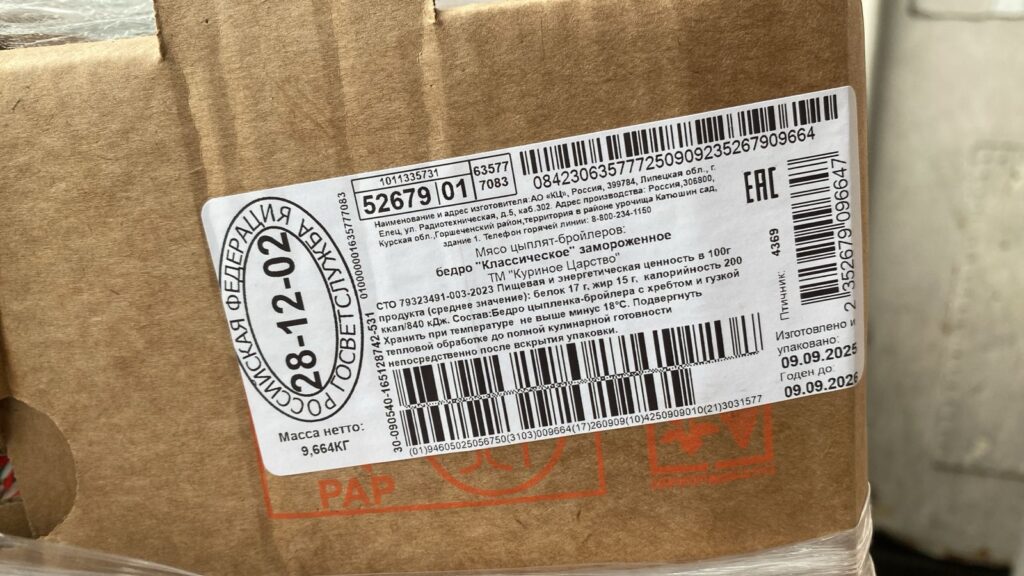 1011335731
52679 01
63577
7083
084230635777250909235267909664
Наименование и адрес изготовителя:АО «КЦ», Россия, 399784, Липецкая обл., г.
Елец, ул. Радиотехническая, д.5, каб.302. Адрес производства: Россия,306800,
Курская обл., Горшеченский район,территория в районе урочища Катюшин сад,
здание 1. Телефон горячей линии: 8-800-234-1150
Мясо цыплят-бройлеров:
бедро "Классическое" замороженное
ТМ "Куриное Царство"
СТО 79323491-003-2023 Пищевая и энергетическая ценность в 100г
продукта (среднее значение): белок 17 г, жир 15 г. калорийность 200
ккал/840 кДж. Состав:Бедро цыпленка-бройлера с хребтом и гузкой
Хранить при температуре не выше минус 18°С. Подвергнуть
тепловой обработке до полной кулинарной готовности
непосредственно после вскрытия упаковки.
(01)94605025056750(3103)009664(17)260909(10)4250909010(21)3031577
30-090540-165128742-531 0100000001635777083
РОССИЙСКАЯ ФЕДЕРАЦИЯ
28-12-02
ГОСВЕТСЛУЖБА
Масса нетто:
9,664КГ
ЕАС
Птичник: 4369
2 352679 096647
Изготовлено и
упаковано:
09.09.2025
Годен до:
09.09.2026
PAP